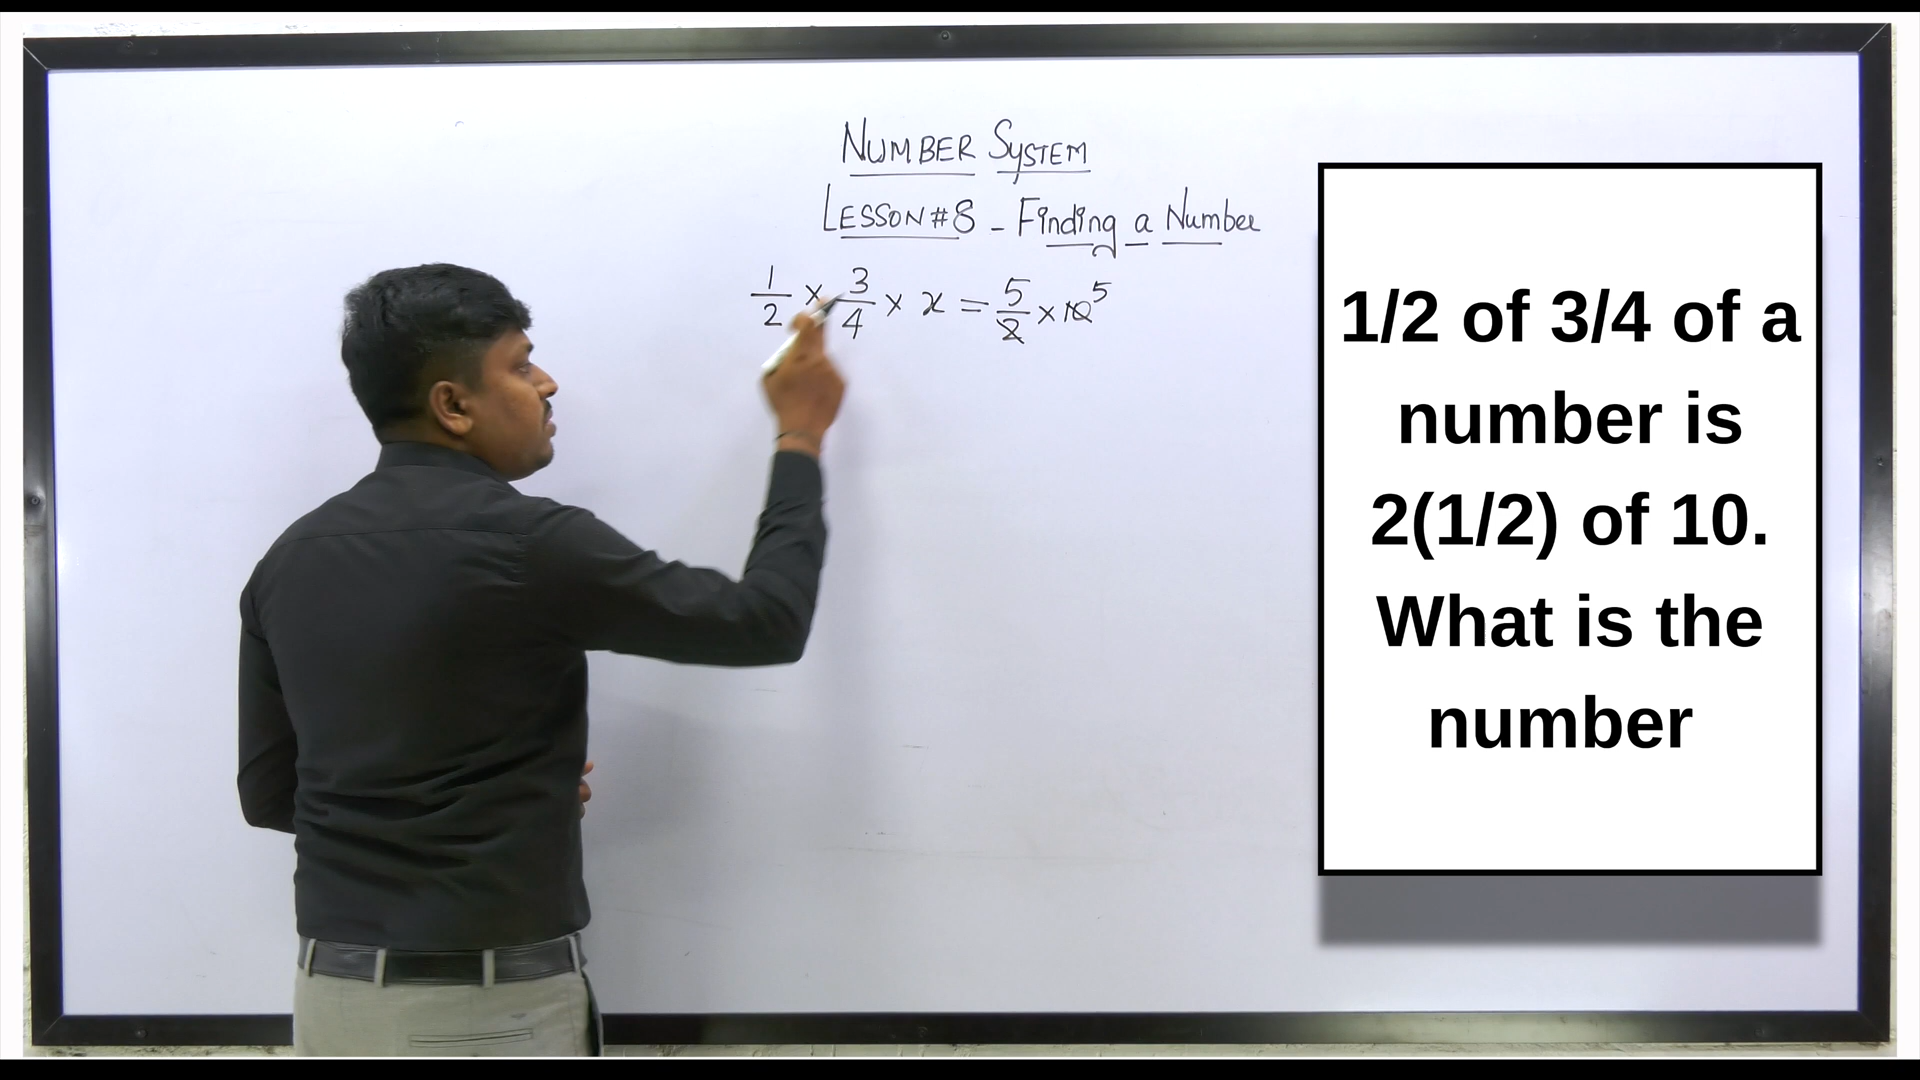 NUMBER SYSTEM
LESSON #8 - Finding a Number
1/2 × 3/4 × x = 5/2 × 10 5
1/2 of 3/4 of a
number is
2(1/2) of 10.
What is the
number